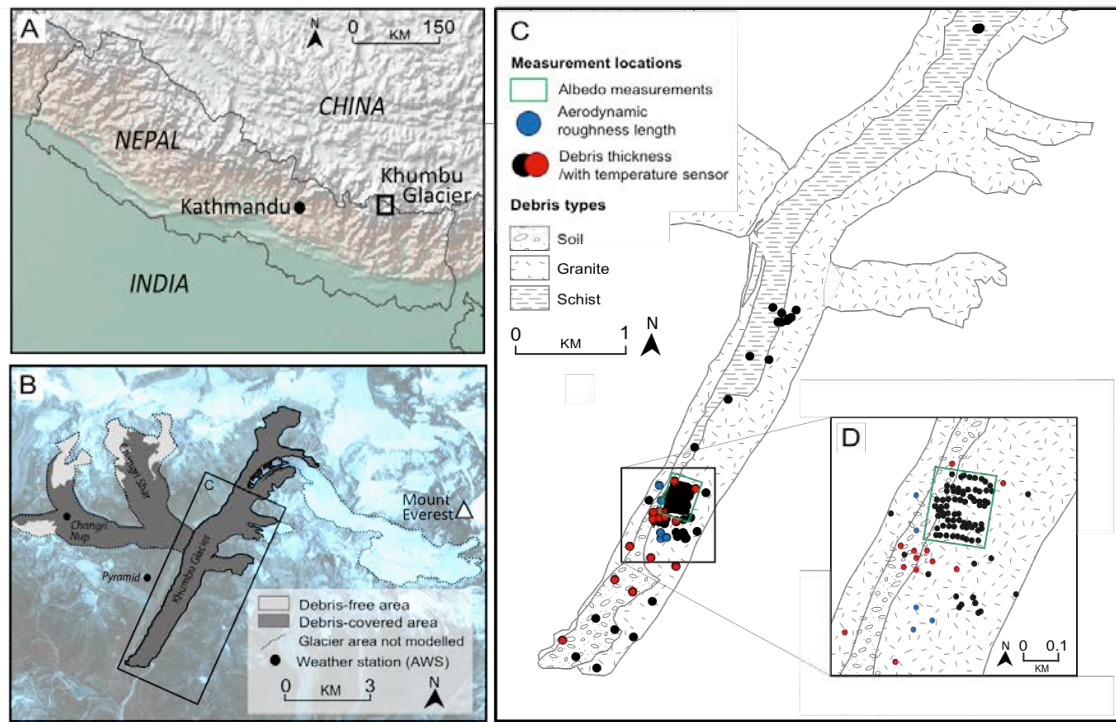 A
N
0 150
KM
CHINA
NEPAL
Khumbu
Glacier
Kathmandu
INDIA
B
Changri Shar
C
Mount
Everest
Changri
Nup
Pyramid
Khumbu Glacier
Debris-free area
Debris-covered area
Glacier area not modelled
Weather station (AWS)
0 3
KM
N
C
Measurement locations
Albedo measurements
Aerodynamic
roughness length
Debris thickness
/with temperature sensor
Debris types
Soil
Granite
Schist
0 1
KM
N
D
N
0 0.1
KM